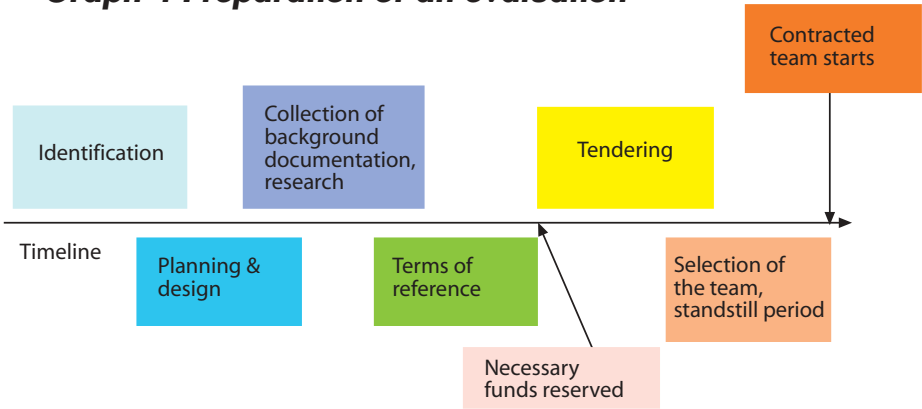 Contracted
team starts
Identification
Collection of
background
documentation,
research
Tendering
Timeline
Planning &
design
Terms of
reference
Selection of
the team,
standstill period
Necessary
funds reserved